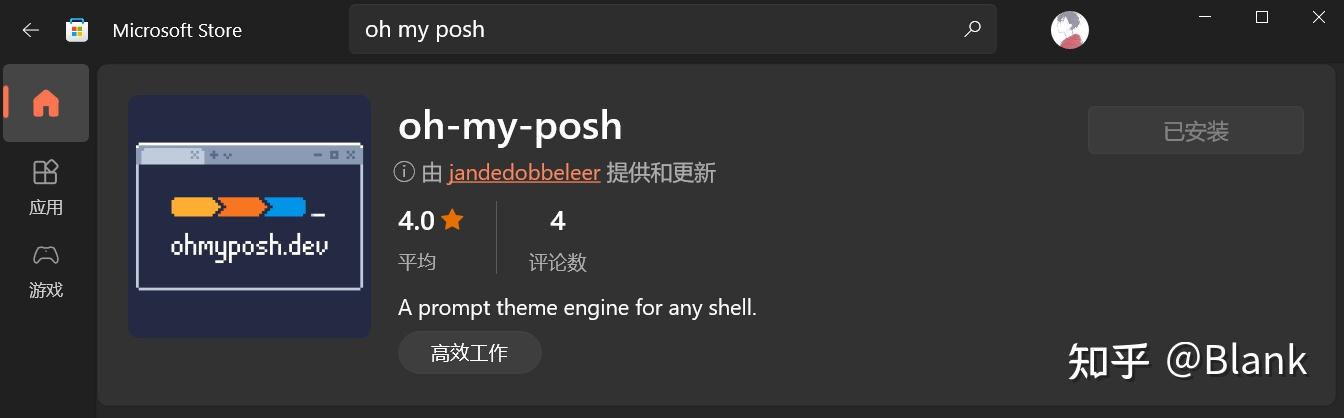 Microsoft Store
oh my posh
oh-my-posh
已安装
由 jandedobbeleer 提供和更新
应用
4.0
4
ohmyposh.dev
平均
评论数
游戏
A prompt theme engine for any shell.
高效工作
知乎 @Blank